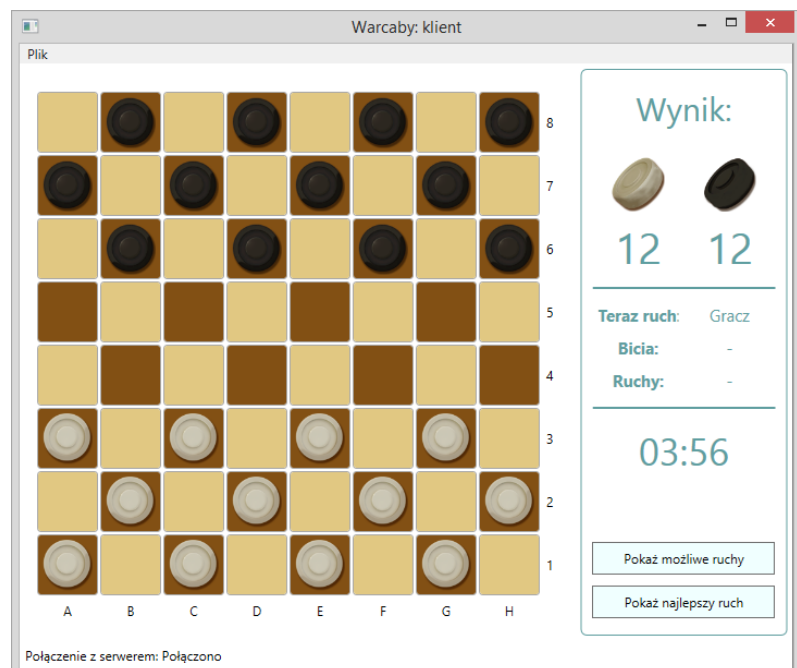 Warcaby: klient
Plik
8
7
6
5
4
3
2
1
A B C D E F G H
Wynik:
12 12
Teraz ruch: Gracz
Bicia: -
Ruchy: -
03:56
Pokaż możliwe ruchy
Pokaż najlepszy ruch
Połączenie z serwerem: Połączono